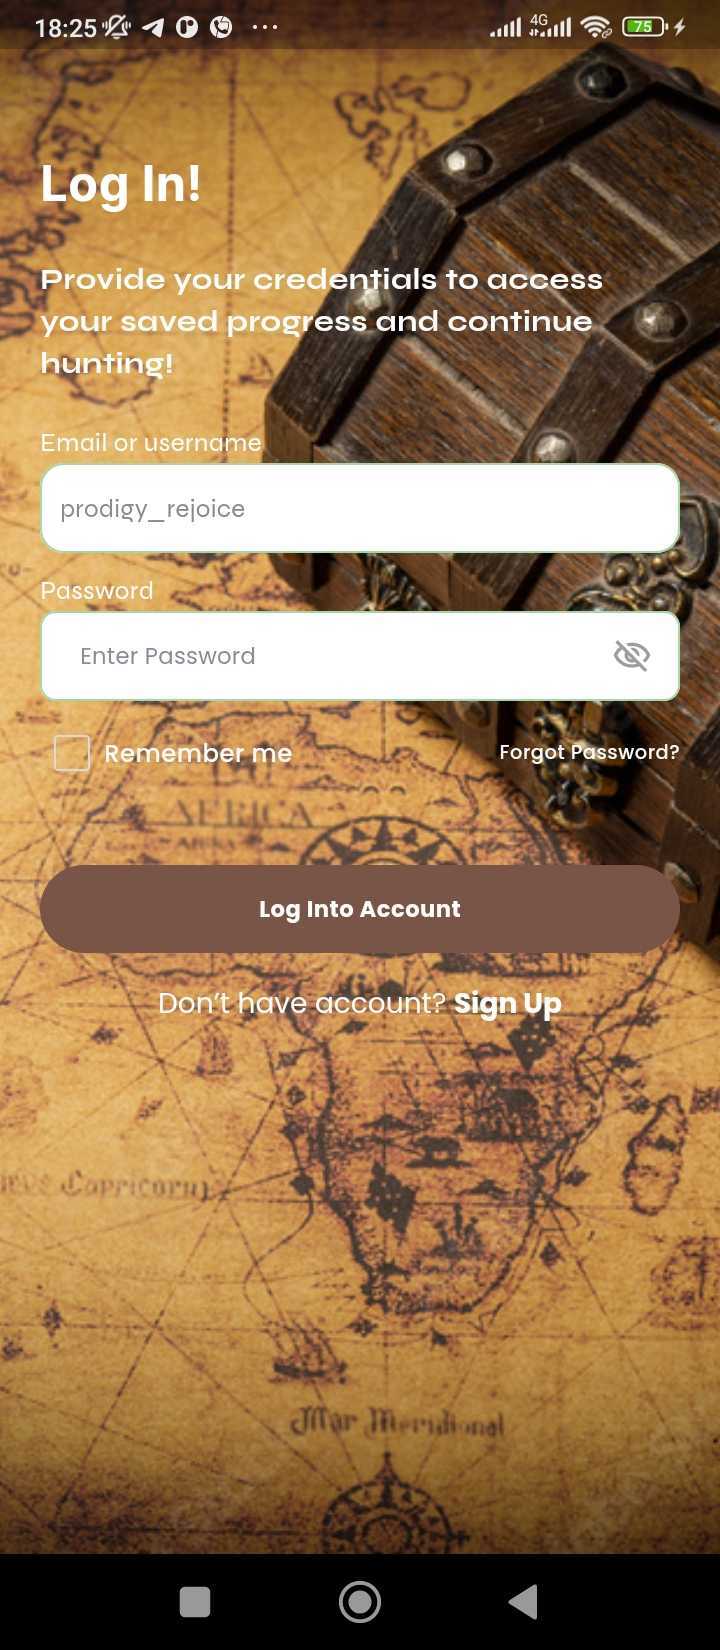 18:25
4G
75
Log In!
Provide your credentials to access
your saved progress and continue
hunting!
Email or username
prodigy_rejoice
Password
Enter Password
Remember me
Forgot Password?
AFRICA
Log Into Account
Don't have account? Sign Up
Capricorni
Mar Meridional